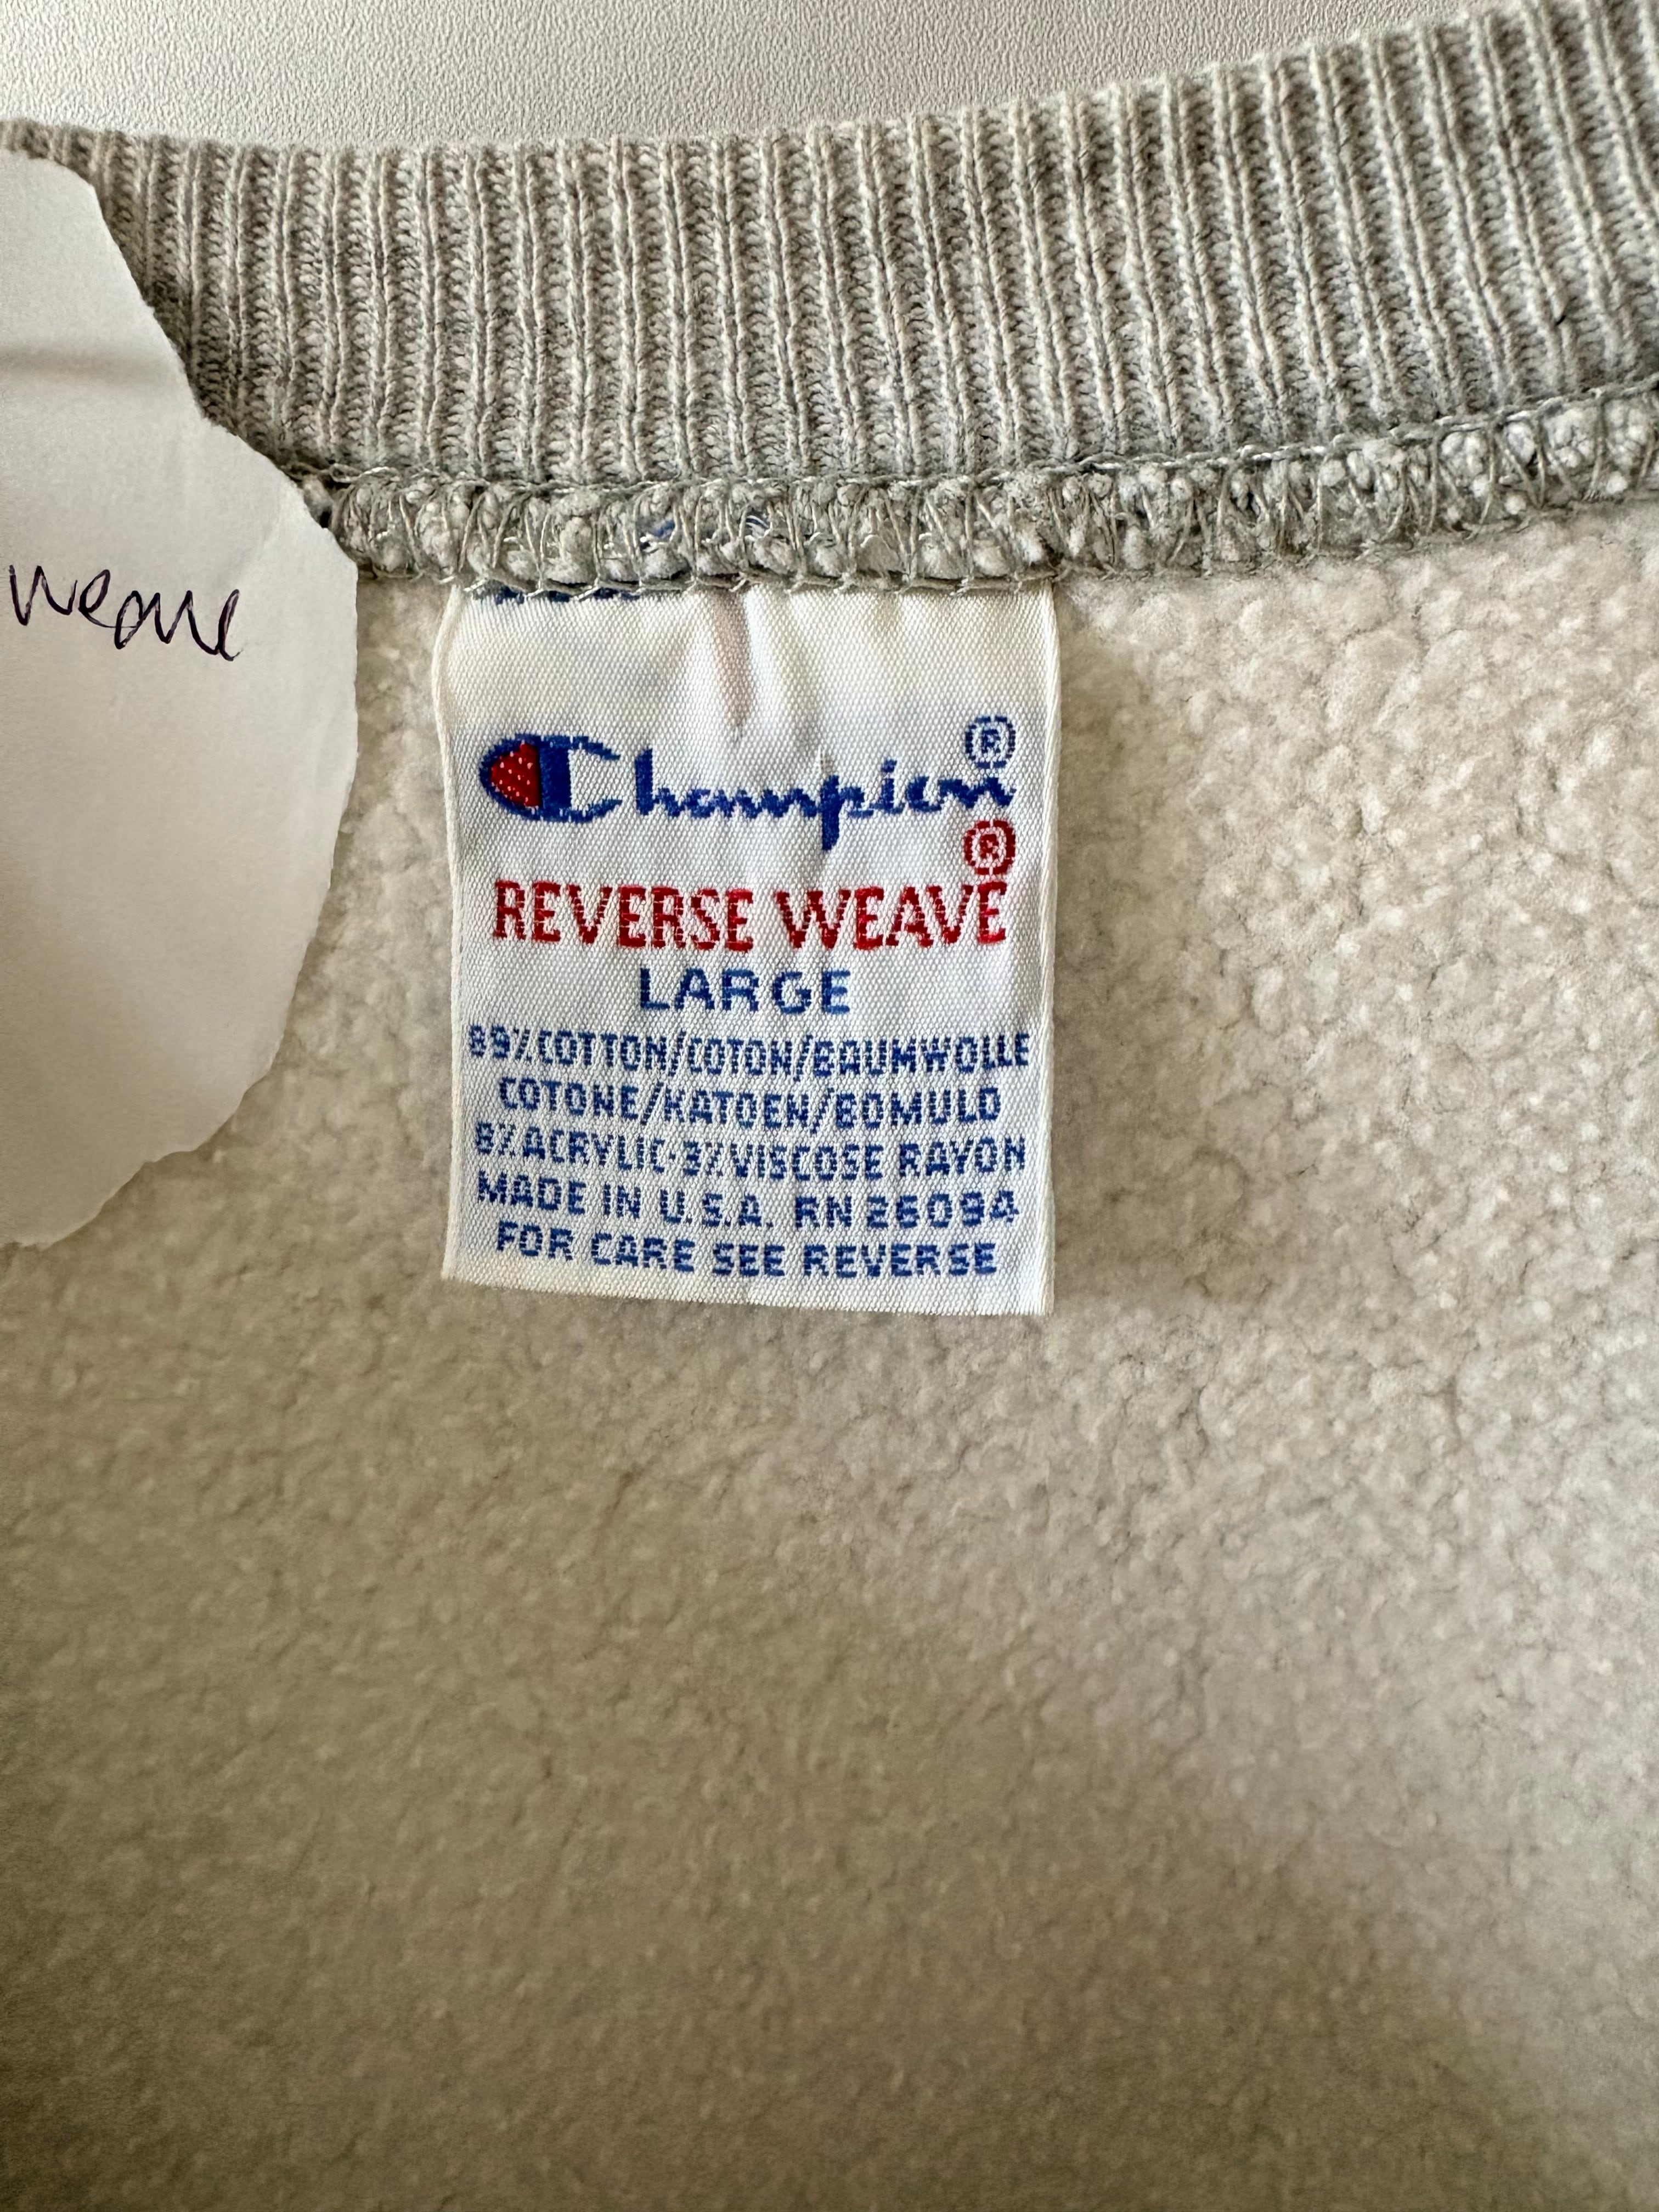 weave
Champion®
REVERSE WEAVE®
LARGE
89%COTTON/COTON/BAUMWOLLE
COTONE/KATOEN/BOMULD
8%ACRYLIC·3%VISCOSE RAYON
MADE IN U.S.A. RN 26094
FOR CARE SEE REVERSE